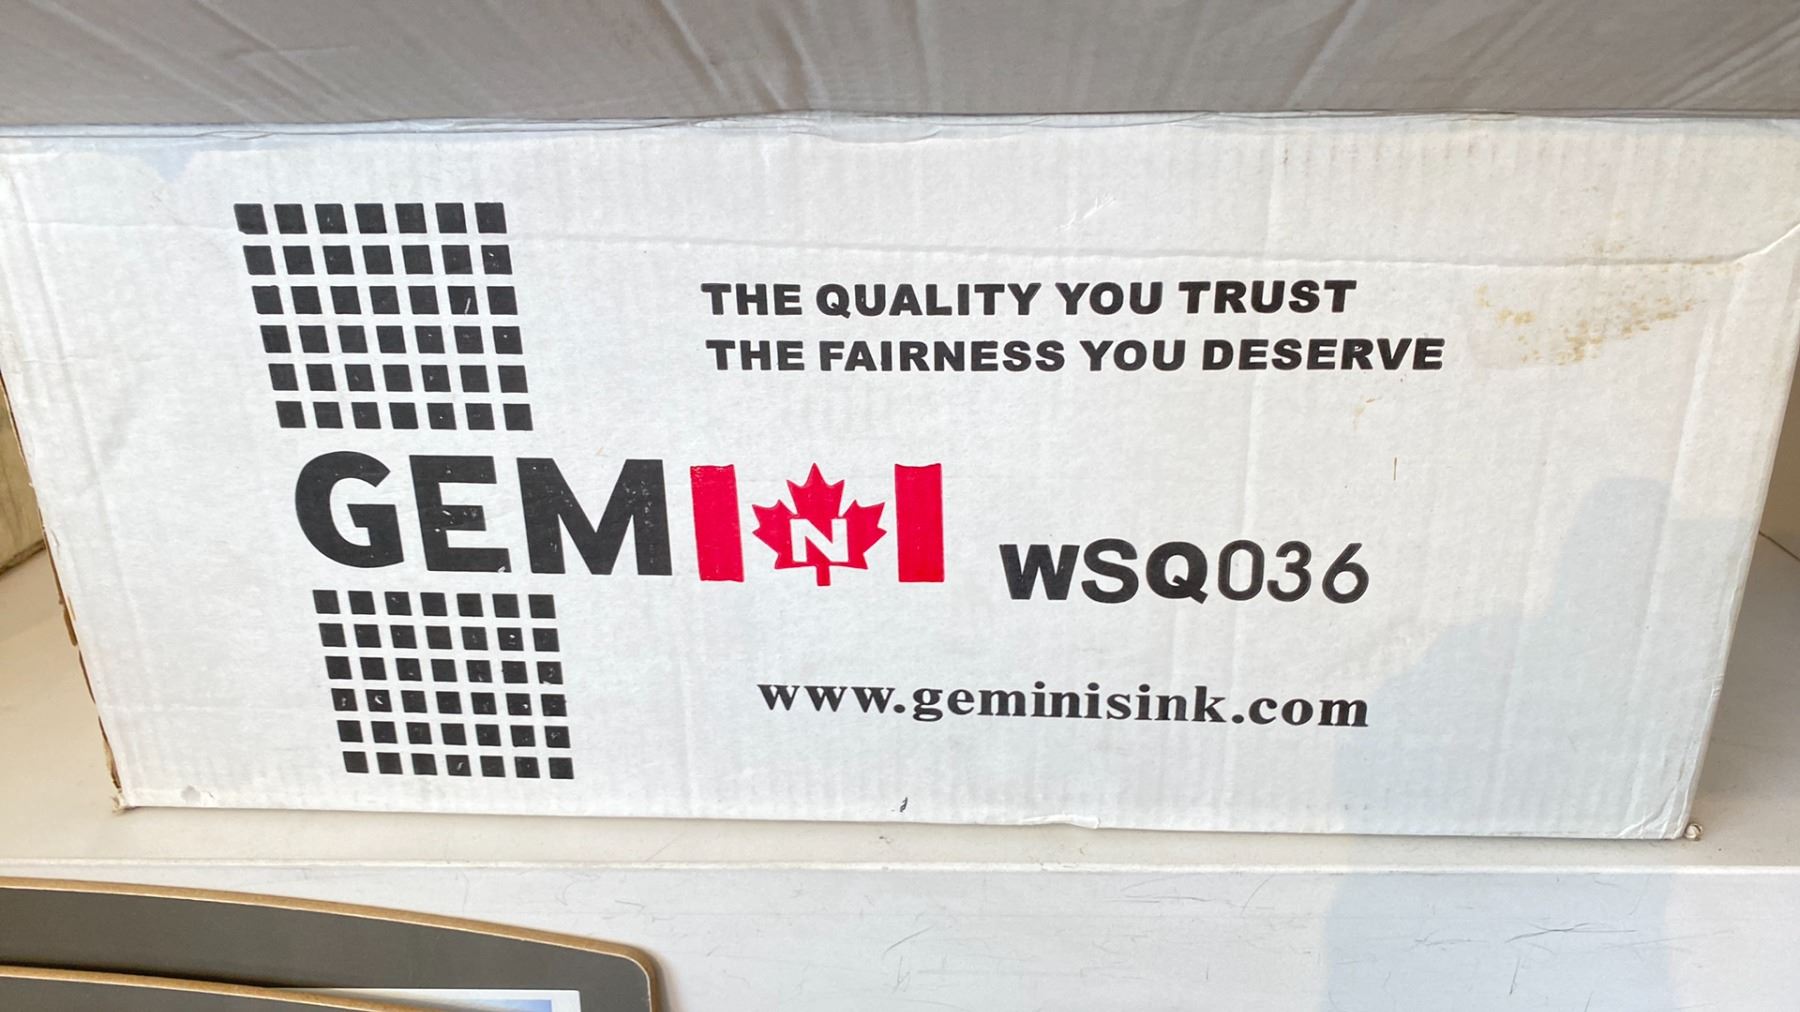 THE QUALITY YOU TRUST
THE FAIRNESS YOU DESERVE
GEMINI
WSQ036
www.geminisink.com